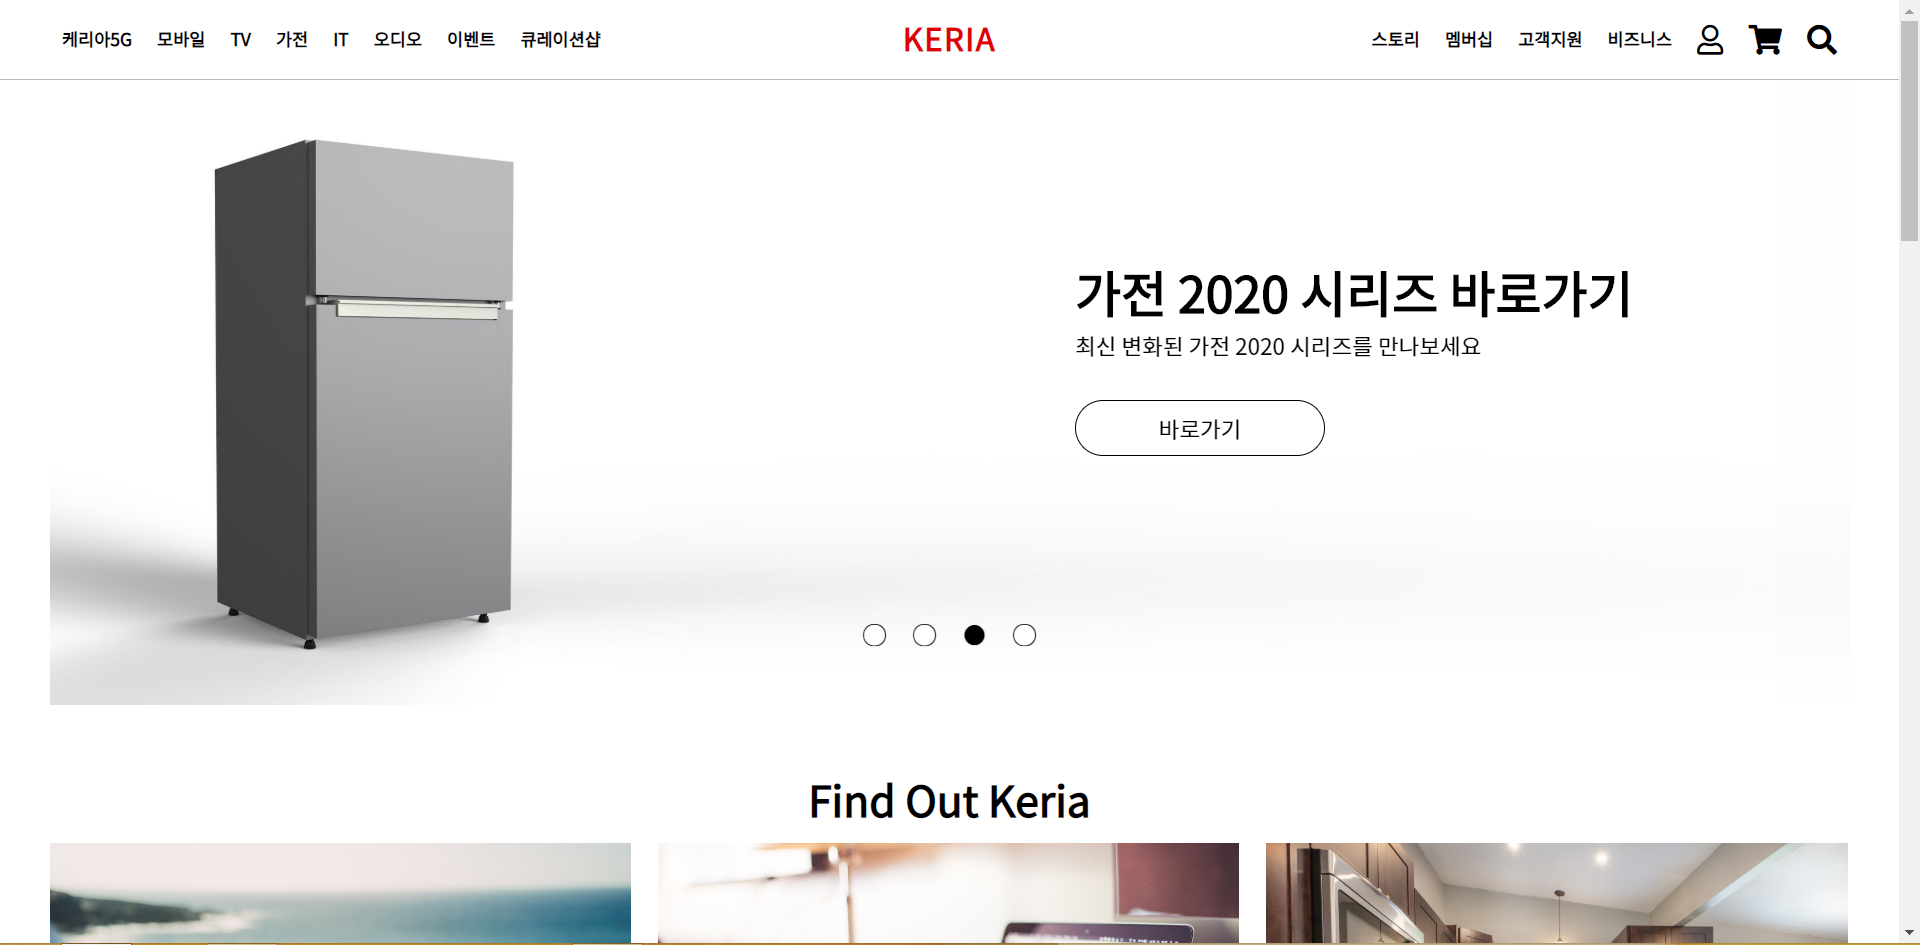 케리아5G 모바일 TV 가전 IT 오디오 이벤트 큐레이션샵 KERIA 스토리 멤버십 고객지원 비즈니스
가전 2020 시리즈 바로가기
최신 변화된 가전 2020 시리즈를 만나보세요
바로가기
Find Out Keria